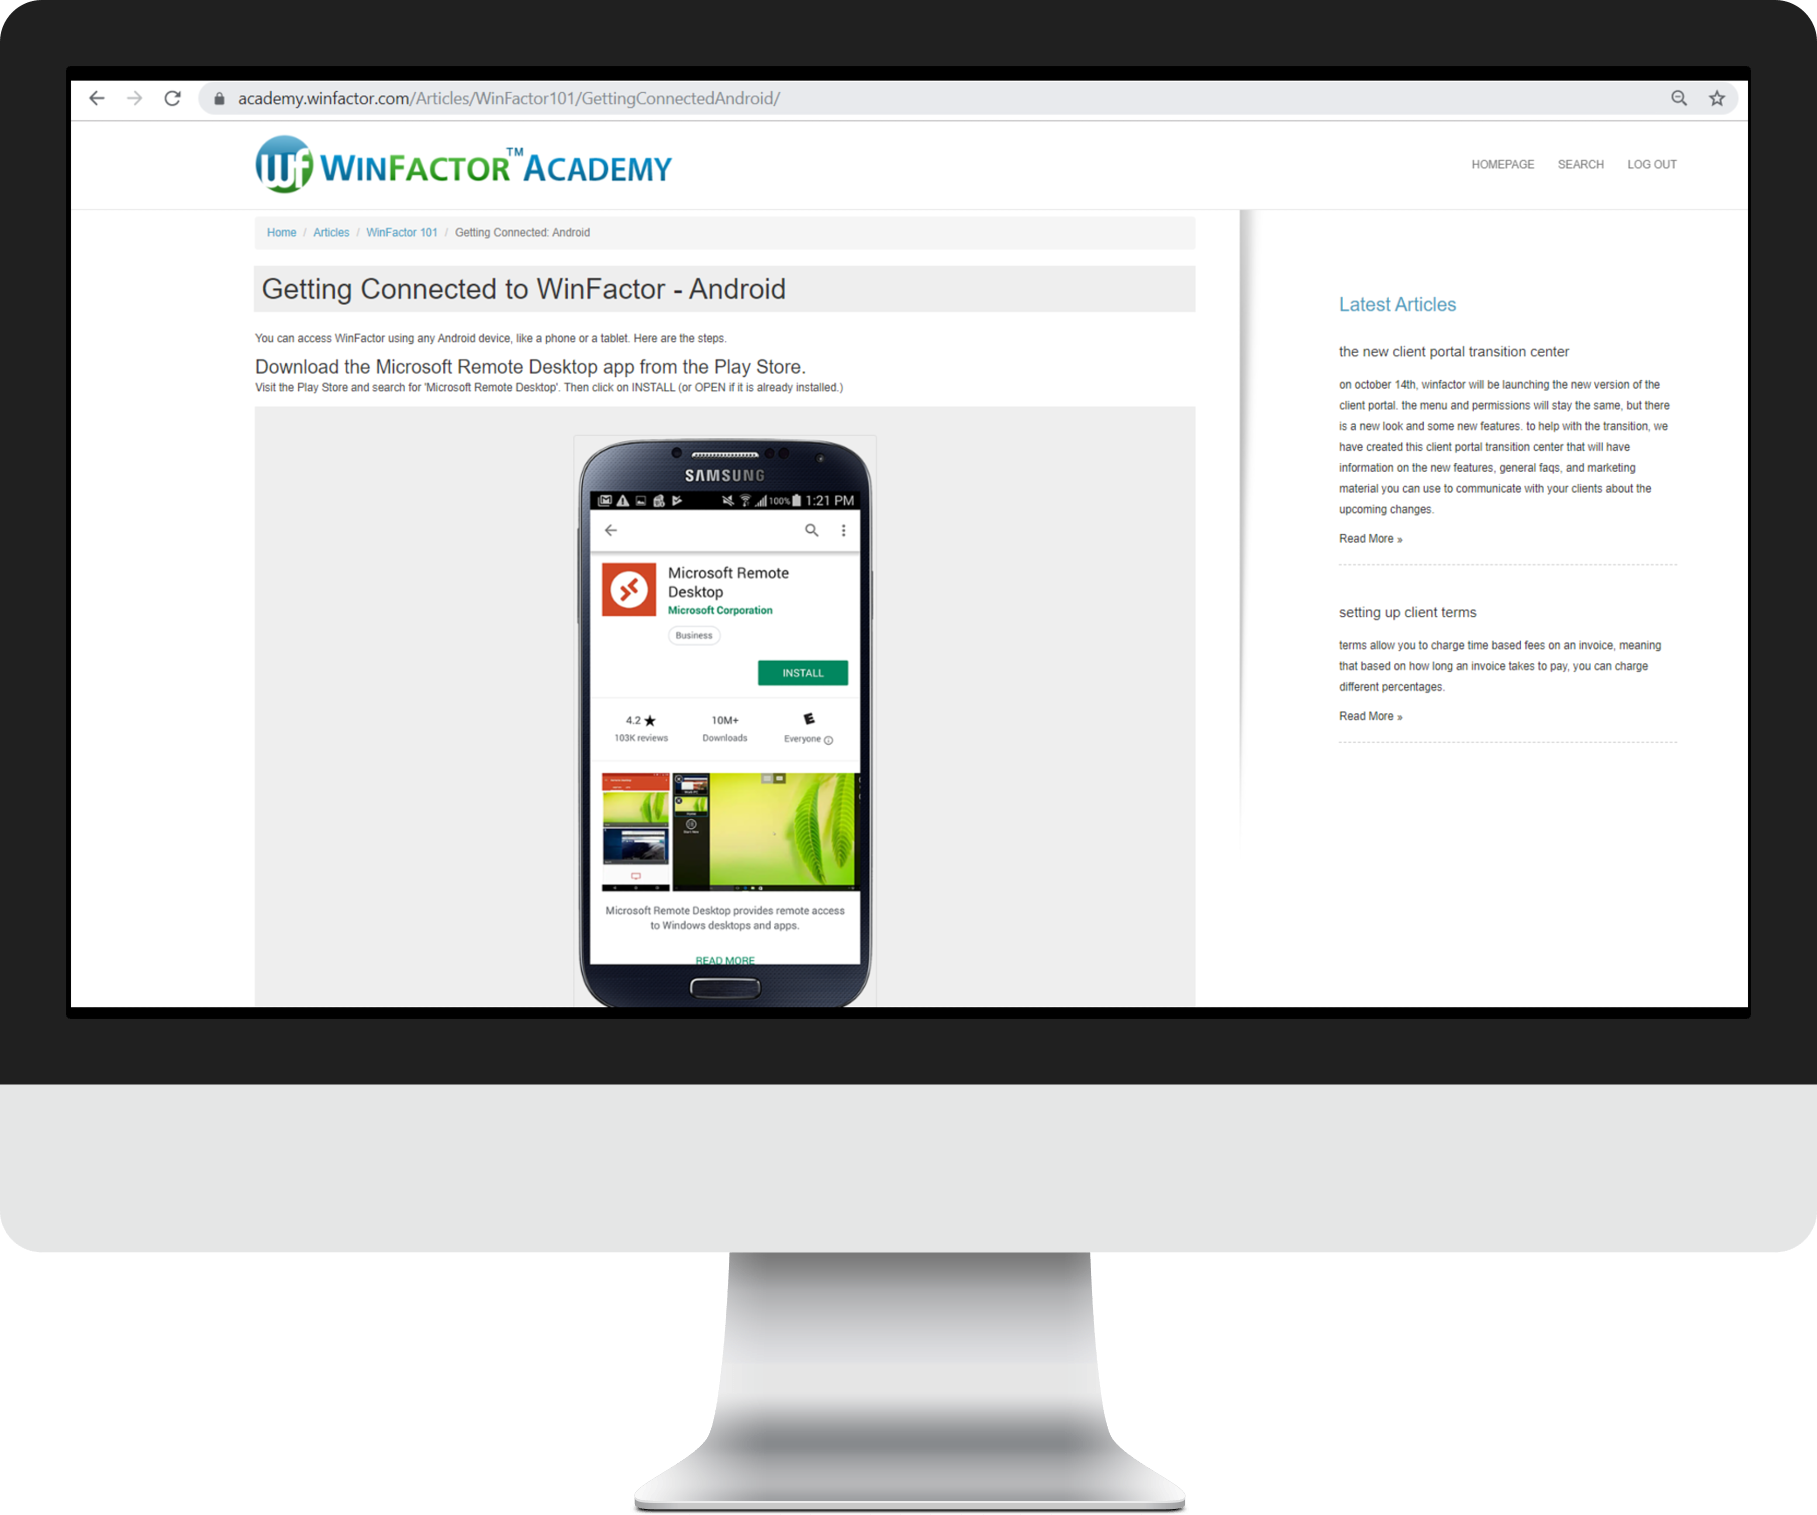 academy.winfactor.com/Articles/WinFactor101/GettingConnectedAndroid/
Wf WINFACTOR™ ACADEMY
HOMEPAGE SEARCH LOG OUT
Home / Articles / WinFactor 101 / Getting Connected: Android
Getting Connected to WinFactor - Android
You can access WinFactor using any Android device, like a phone or a tablet. Here are the steps.
Download the Microsoft Remote Desktop app from the Play Store.
Visit the Play Store and search for 'Microsoft Remote Desktop'. Then click on INSTALL (or OPEN if it is already installed.)
SAMSUNG
100% 1:21 PM
Microsoft Remote
Desktop
Microsoft Corporation
Business
INSTALL
4.2 ★ 10M+ E
103K reviews Downloads Everyone
Microsoft Remote Desktop provides remote access
to Windows desktops and apps.
READ MORE
Latest Articles
the new client portal transition center
on october 14th, winfactor will be launching the new version of the
client portal. the menu and permissions will stay the same, but there
is a new look and some new features. to help with the transition, we
have created this client portal transition center that will have
information on the new features, general faqs, and marketing
material you can use to communicate with your clients about the
upcoming changes.
Read More »
setting up client terms
terms allow you to charge time based fees on an invoice, meaning
that based on how long an invoice takes to pay, you can charge
different percentages.
Read More »